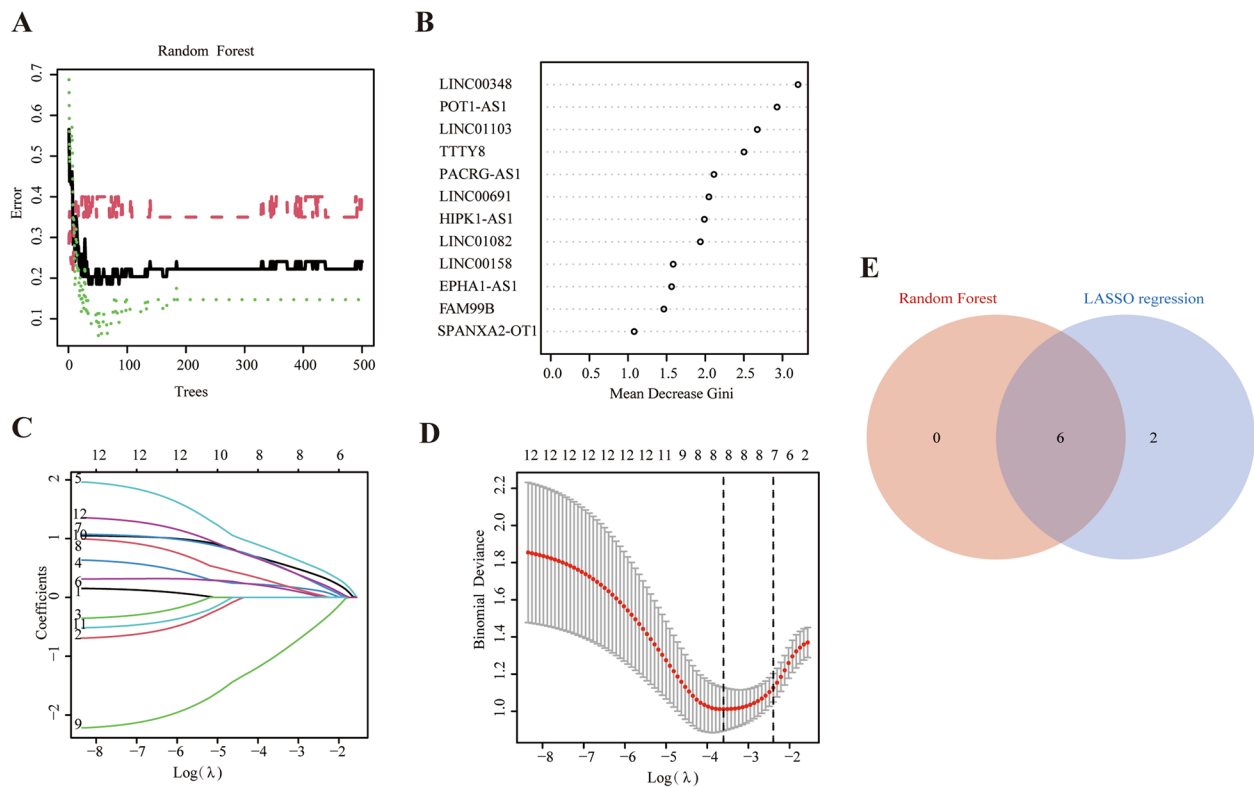 A
Random Forest
0.7
0.6
0.5
0.4
0.3
0.2
0.1
Error
0 100 200 300 400 500
Trees
B
LINC00348
POT1-AS1
LINC01103
TTTY8
PACRG-AS1
LINC00691
HIPK1-AS1
LINC01082
LINC00158
EPHA1-AS1
FAM99B
SPANXA2-OT1
0.0 0.5 1.0 1.5 2.0 2.5 3.0
Mean Decrease Gini
C
12 12 12 10 8 8 6
2
1
0
−1
−2
Coefficients
5
12
7
10
8
4
6
1
3
11
2
9
−8 −7 −6 −5 −4 −3 −2
Log(λ)
D
12 12 12 12 12 12 12 11 9 8 8 8 8 8 7 6 2
2.2
2.0
1.8
1.6
1.4
1.2
1.0
Binomial Deviance
−8 −7 −6 −5 −4 −3 −2
Log(λ)
E
Random Forest LASSO regression
0 6 2